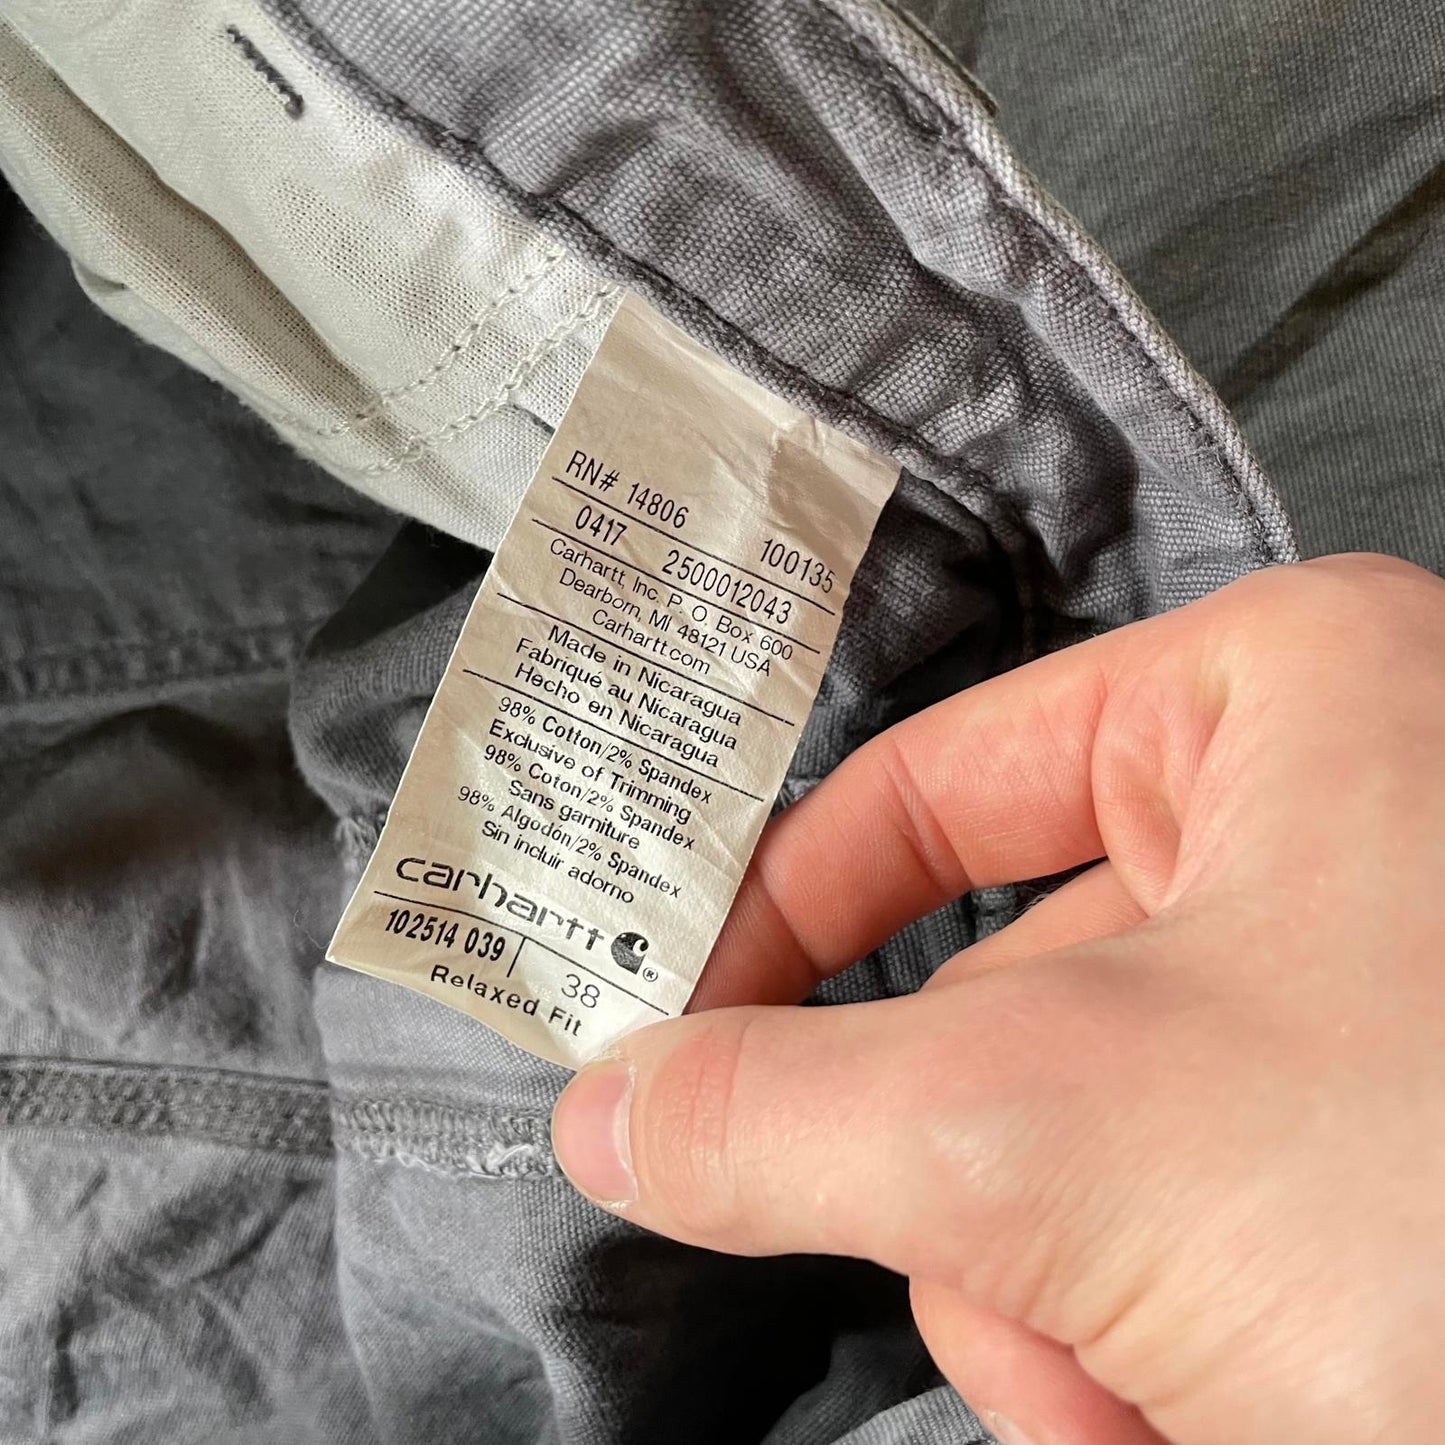 RN# 14806 100135
0417 2500012043
Carhartt, Inc. P. O. Box 600
Dearborn, MI 48121 USA
Carhartt.com
Made in Nicaragua
Fabriqué au Nicaragua
Hecho en Nicaragua
98% Cotton/2% Spandex
Exclusive of Trimming
98% Coton/2% Spandex
Sans garniture
98% Algodón/2% Spandex
Sin incluir adorno
carhartt ®
102514 039 38
Relaxed Fit